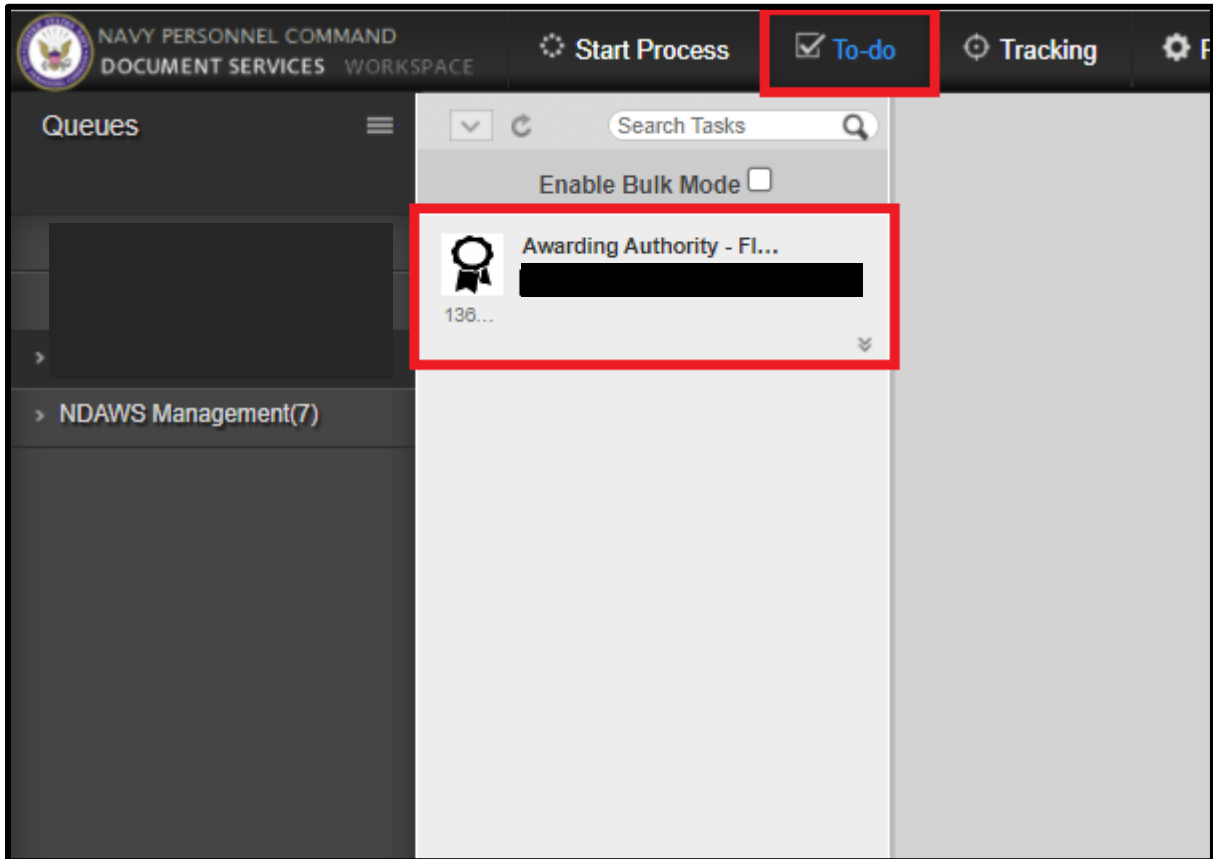 NAVY PERSONNEL COMMAND
DOCUMENT SERVICES WORKSPACE
Start Process
To-do
Tracking
Queues
Search Tasks
Enable Bulk Mode
Awarding Authority - Fl...
136...
NDAWS Management(7)